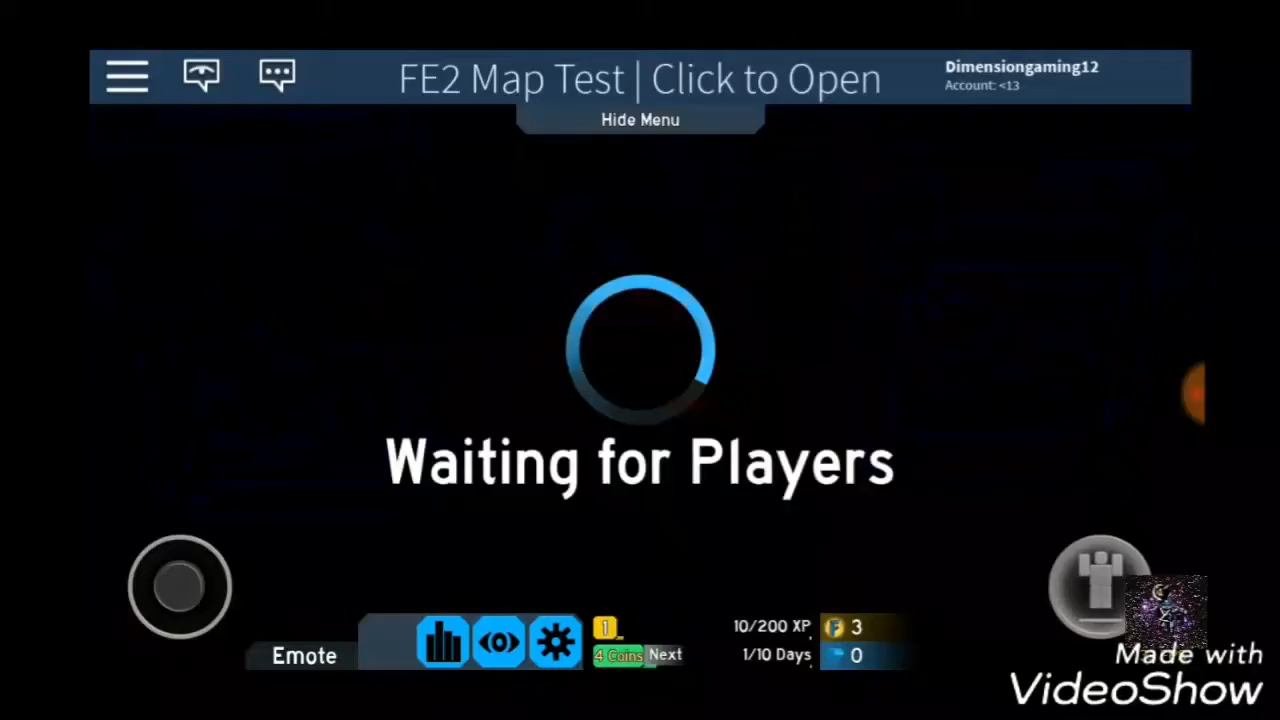 FE2 Map Test | Click to Open
Dimensiongaming12
Account: <13
Hide Menu
Waiting for Players
Emote
1
4 Coins Next
10/200 XP
1/10 Days
3
0
Made with
VideoShow